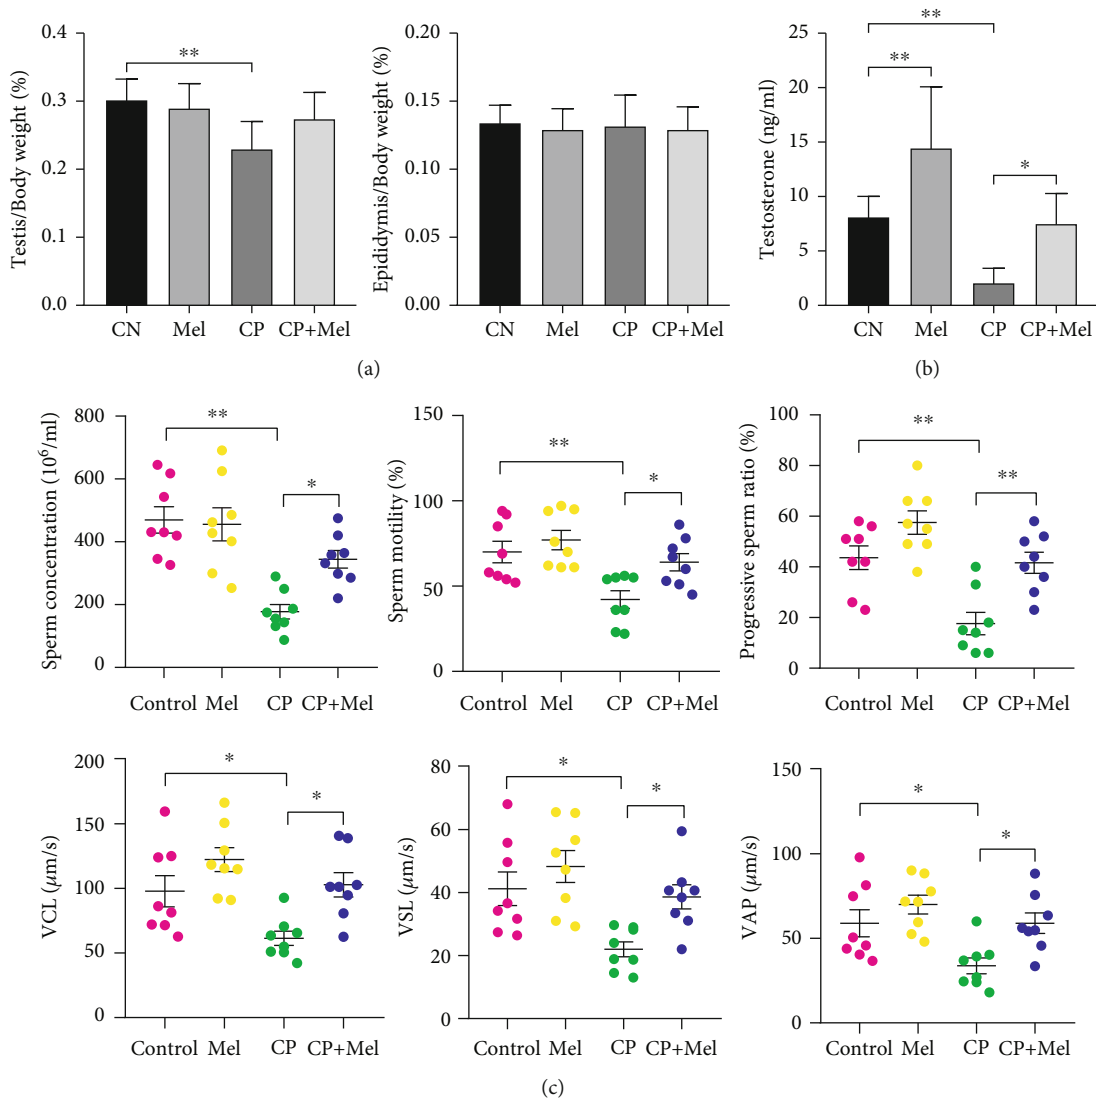 Testis/Body weight (%)
0.4
0.3
0.2
0.1
0.0
**
CN Mel CP CP+Mel
Epididymis/Body weight (%)
0.20
0.15
0.10
0.05
0.00
CN Mel CP CP+Mel
(a)
Testosterone (ng/ml)
25
20
15
10
5
0
**
**
*
CN Mel CP CP+Mel
(b)
Sperm concentration (10⁶/ml)
800
600
400
200
0
**
*
Control Mel CP CP+Mel
Sperm motility (%)
150
100
50
0
**
*
Control Mel CP CP+Mel
Progressive sperm ratio (%)
100
80
60
40
20
0
**
**
Control Mel CP CP+Mel
VCL (μm/s)
200
150
100
50
0
*
*
Control Mel CP CP+Mel
VSL (μm/s)
80
60
40
20
0
*
*
Control Mel CP CP+Mel
VAP (μm/s)
150
100
50
0
*
*
Control Mel CP CP+Mel
(c)